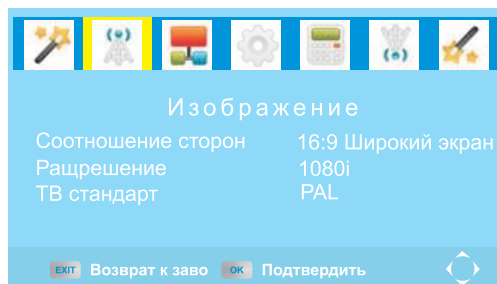 Изображение
Соотношение сторон 16:9 Широкий экран
Ращрешение 1080i
ТВ стандарт PAL
EXIT Возврат к заво OK Подтвердить